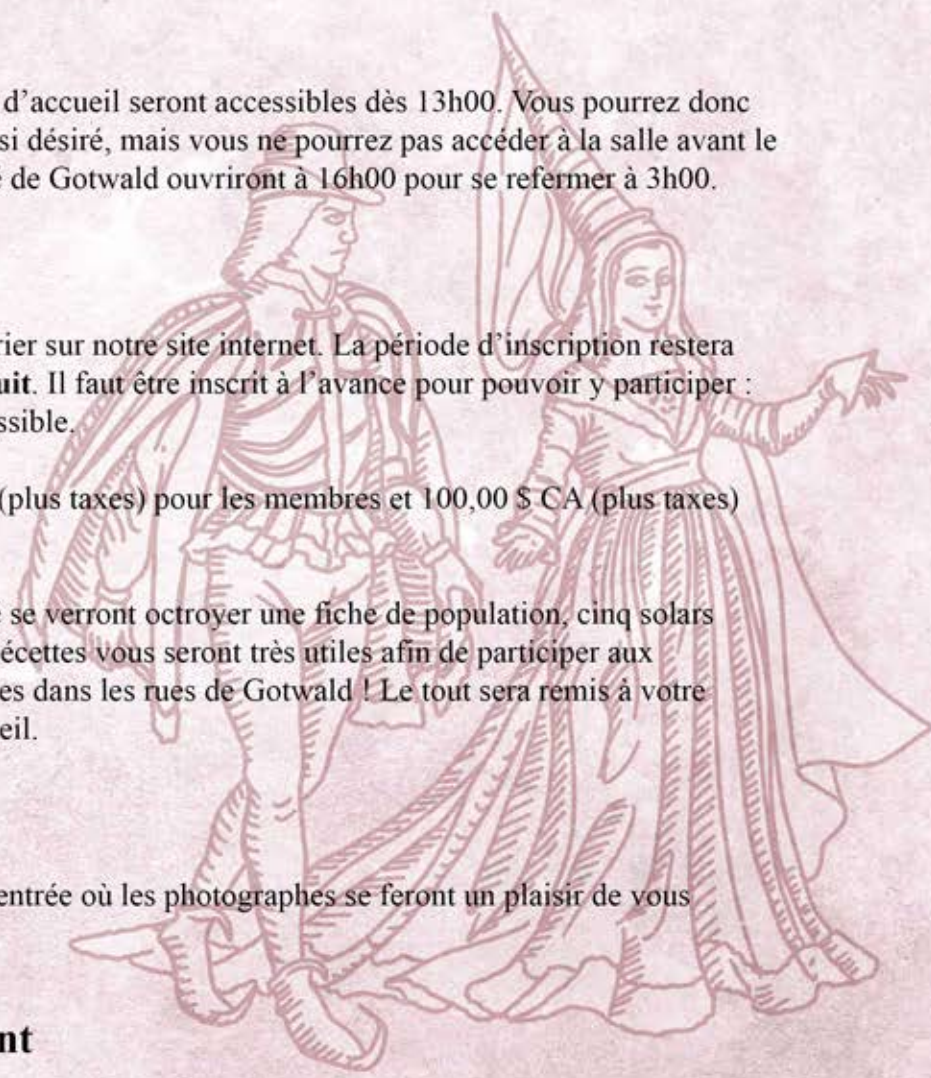 d’accueil seront accessibles dès 13h00. Vous pourrez donc
si désiré, mais vous ne pourrez pas accéder à la salle avant le
de Gotwald ouvriront à 16h00 pour se refermer à 3h00.
rier sur notre site internet. La période d’inscription restera
uit. Il faut être inscrit à l’avance pour pouvoir y participer :
ssible.
(plus taxes) pour les membres et 100,00 $ CA (plus taxes)
e se verront octroyer une fiche de population, cinq solars
écettes vous seront très utiles afin de participer aux
es dans les rues de Gotwald ! Le tout sera remis à votre
eil.
entrée où les photographes se feront un plaisir de vous
nt